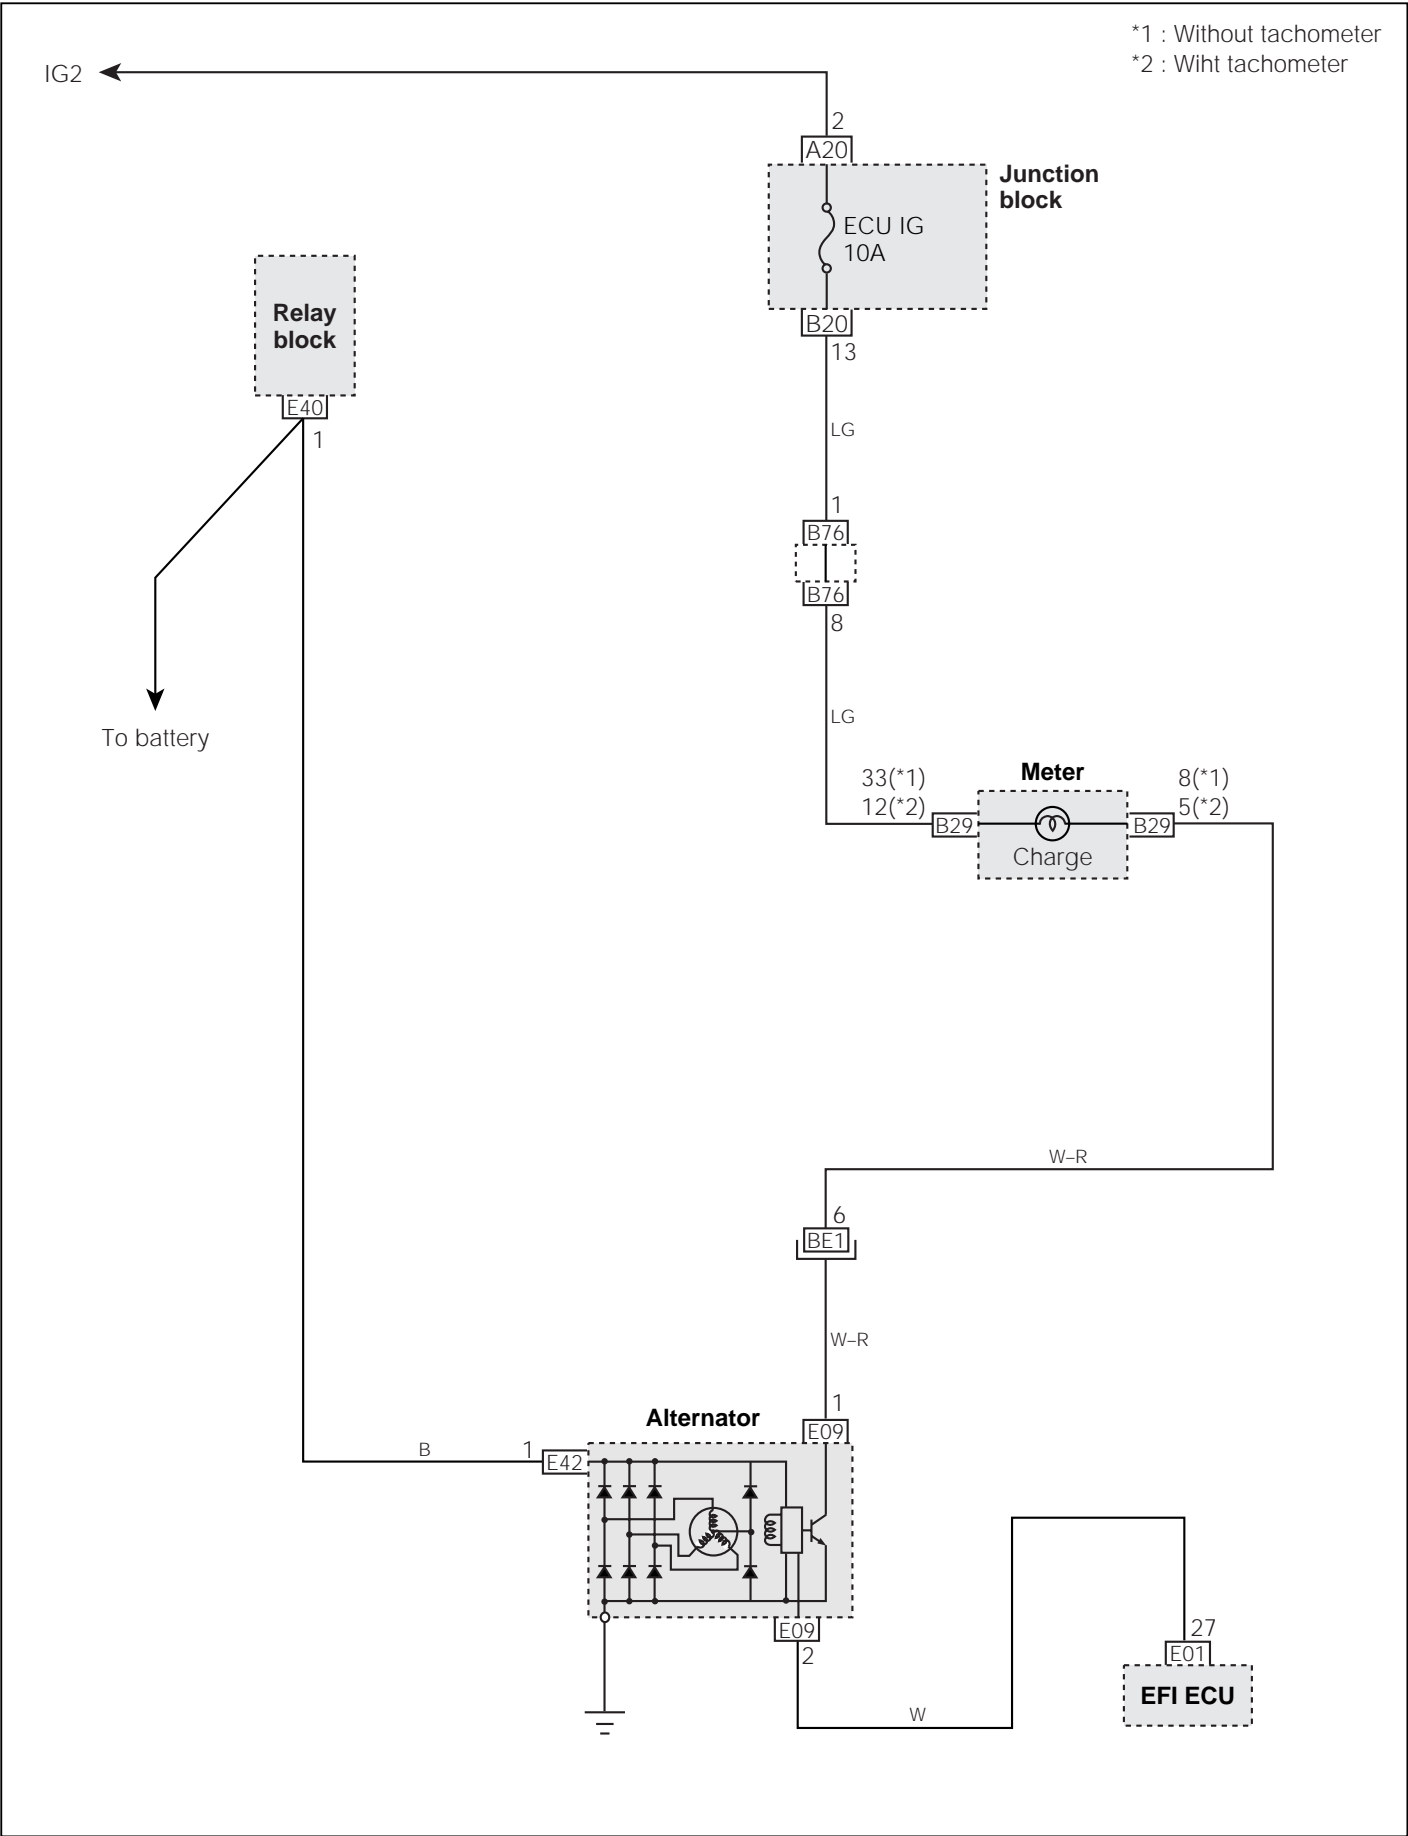 *1 : Without tachometer
*2 : Wiht tachometer
IG2
2
A20
Junction
block
ECU IG
10A
B20
13
Relay
block
E40
1
LG
1
B76
B76
8
LG
To battery
33(*1)
12(*2)
Meter
8(*1)
5(*2)
B29
B29
Charge
W–R
6
BE1
W–R
1
Alternator
E09
B
1
E42
E09
2
W
27
E01
EFI ECU